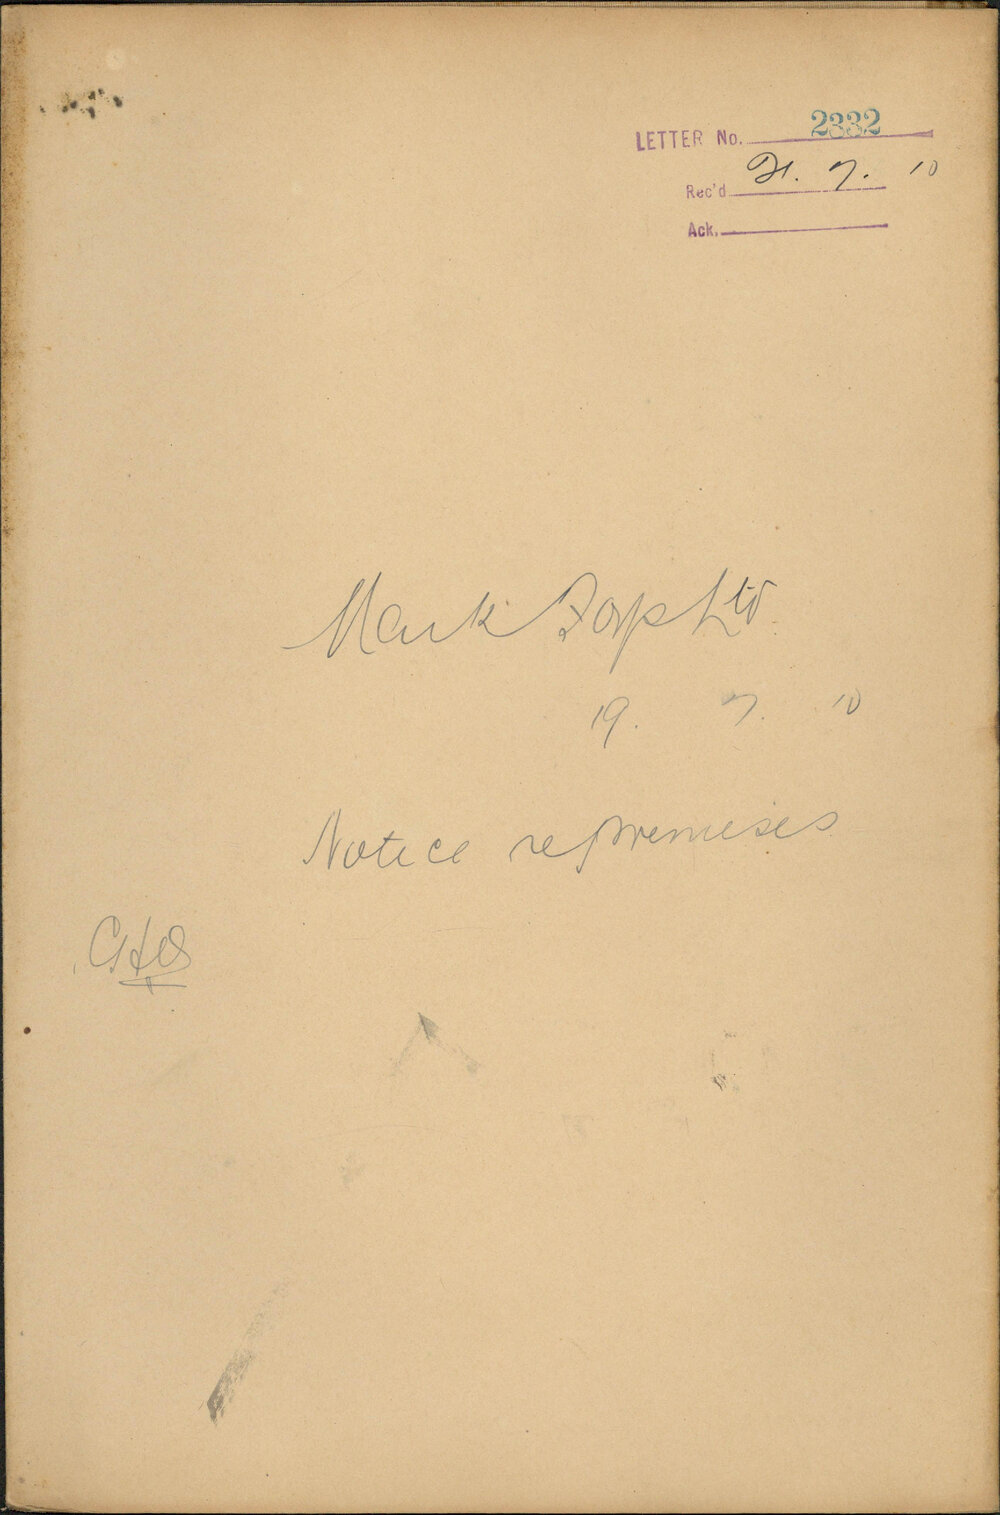 LETTER No. 2332
Rec'd 21. 7. 10
Ack.
Mark Foys Ltd.
19. 7. 10
Notice re premises